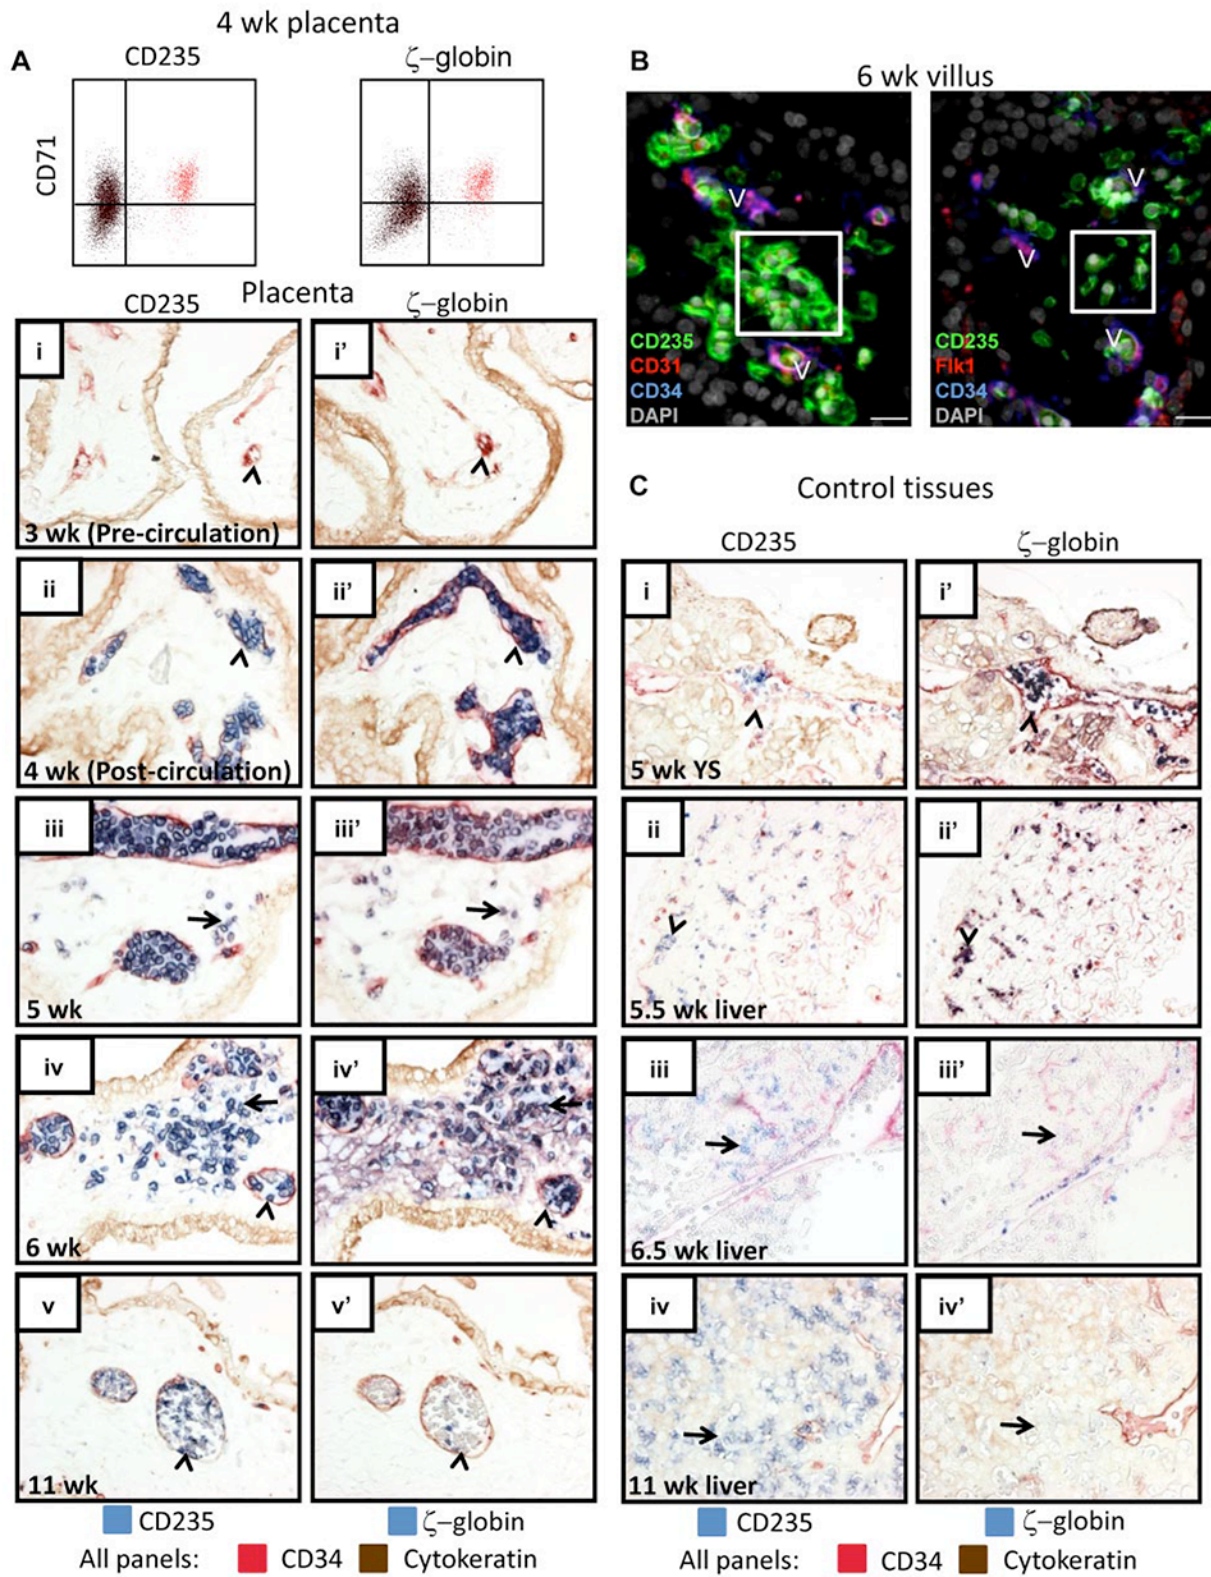 4 wk placenta
A
CD235
ζ–globin
CD71
Placenta
CD235
ζ–globin
i
3 wk (Pre-circulation)
i’
ii
4 wk (Post-circulation)
ii’
iii
5 wk
iii’
iv
6 wk
iv’
v
11 wk
v’
CD235
ζ–globin
All panels: CD34 Cytokeratin
B
6 wk villus
V
V
CD235
CD31
CD34
DAPI
V
V
V
CD235
Flk1
CD34
DAPI
C
Control tissues
CD235
ζ–globin
i
5 wk YS
i’
ii
5.5 wk liver
ii’
iii
6.5 wk liver
iii’
iv
11 wk liver
iv’
CD235
ζ–globin
All panels: CD34 Cytokeratin